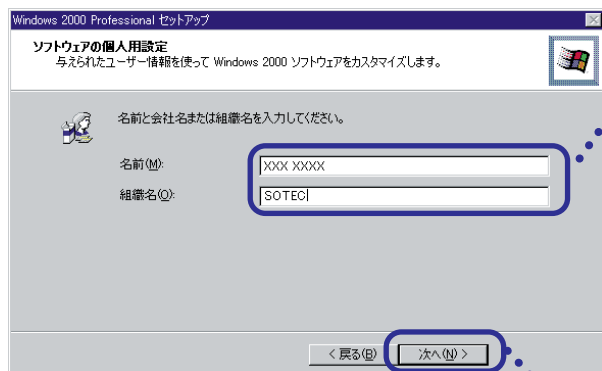 Windows 2000 Professional セットアップ
ソフトウェアの個人用設定
与えられたユーザー情報を使って Windows 2000 ソフトウェアをカスタマイズします。
名前と会社名または組織名を入力してください。
名前(M):
XXX XXXX
組織名(O):
SOTEC
< 戻る(B)
次へ(N) >